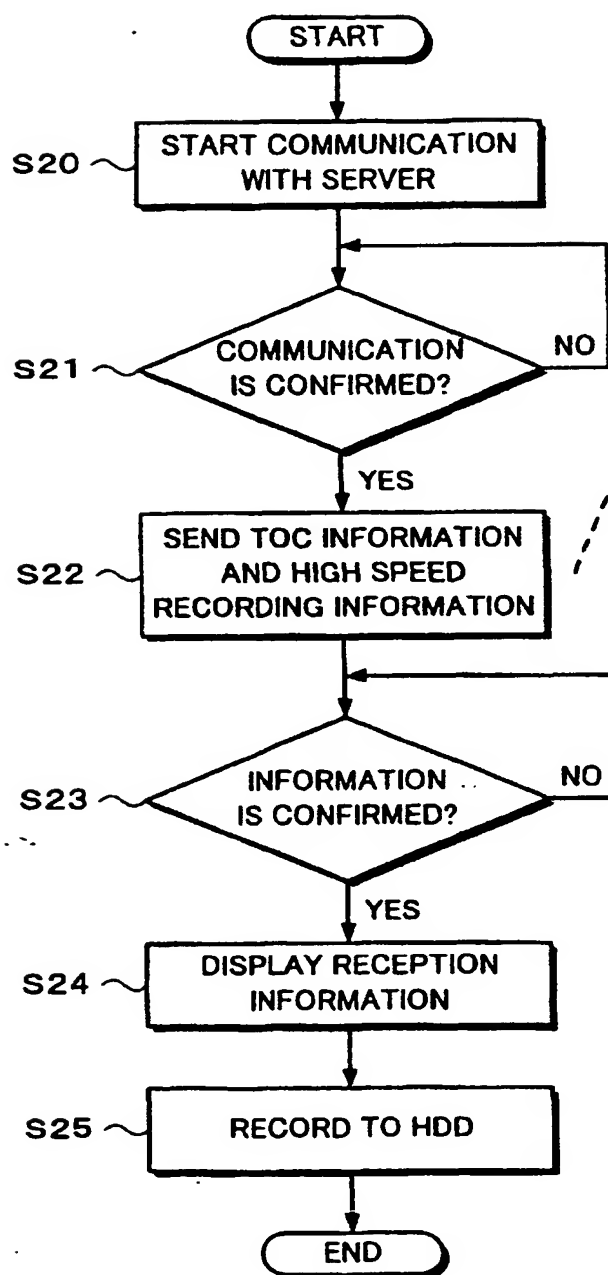 START
S20
START COMMUNICATION
WITH SERVER
S21
COMMUNICATION
IS CONFIRMED?
NO
YES
S22
SEND TOC INFORMATION
AND HIGH SPEED
RECORDING INFORMATION
S23
INFORMATION
IS CONFIRMED?
NO
YES
S24
DISPLAY RECEPTION
INFORMATION
S25
RECORD TO HDD
END